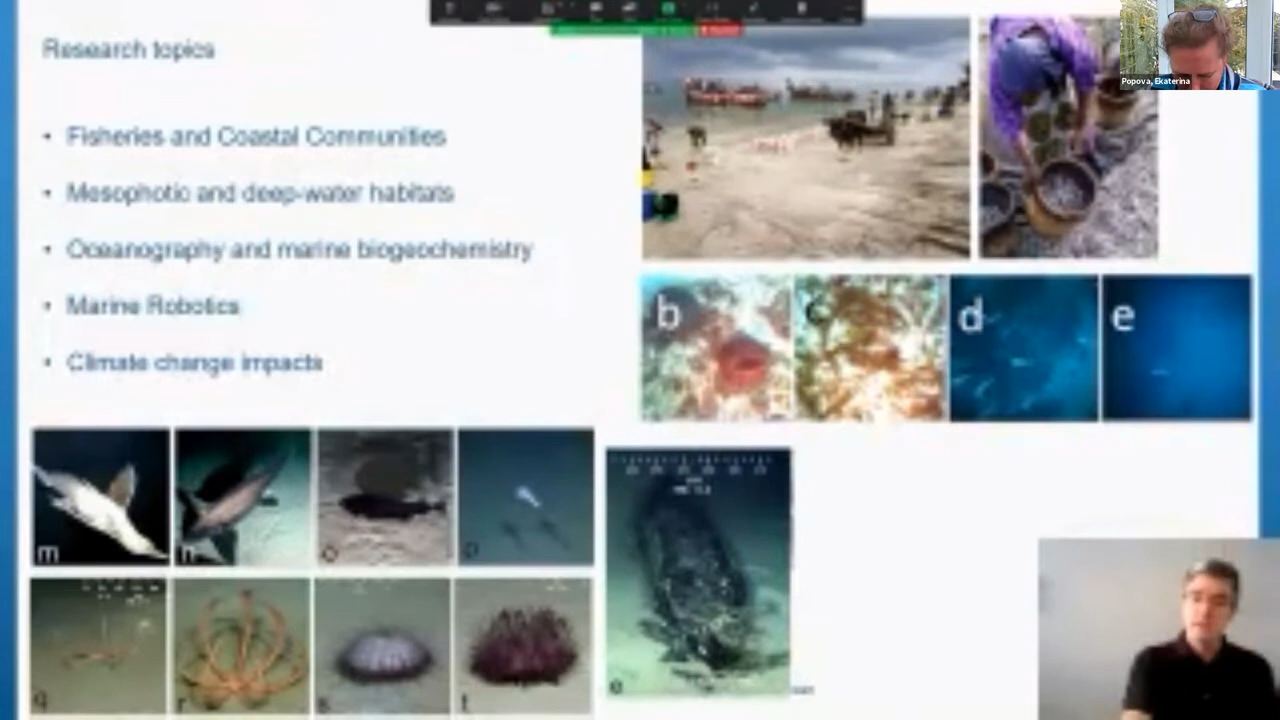 Research topics
Popova, Ekaterina
• Fisheries and Coastal Communities
• Mesophotic and deep-water habitats
• Oceanography and marine biogeochemistry
• Marine Robotics
• Climate change impacts
b c d e
m n o p
q r s t
e